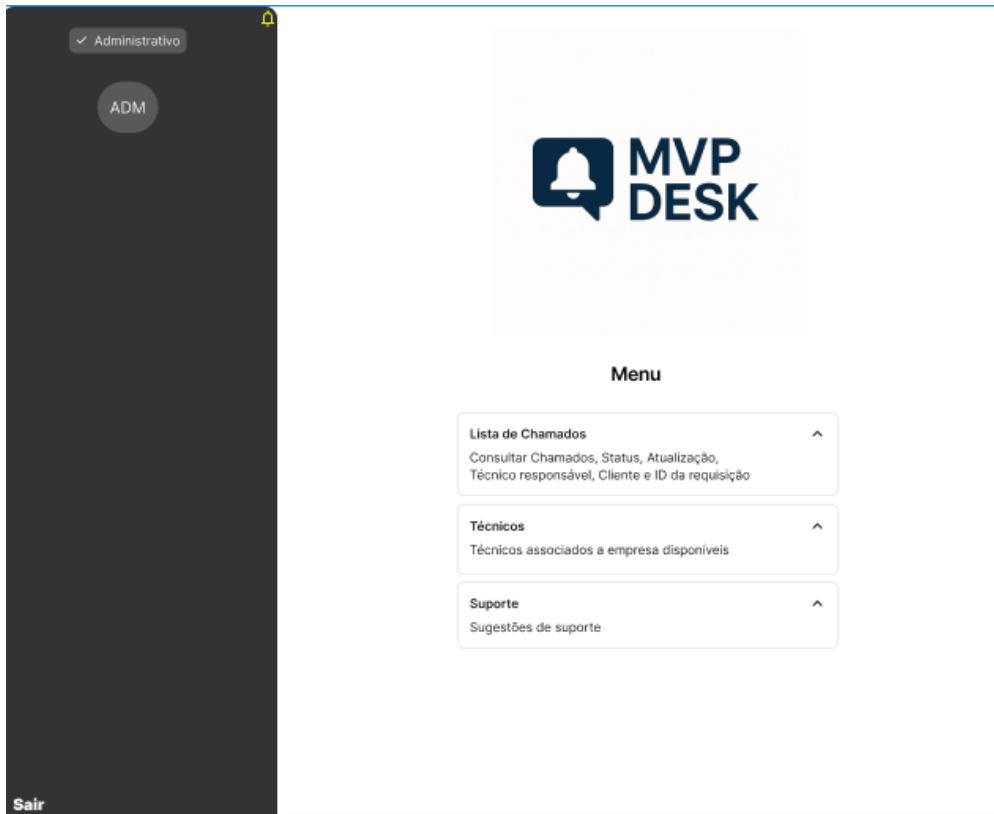 Administrativo
ADM
Sair
MVP
DESK
Menu
Lista de Chamados
Consultar Chamados, Status, Atualização,
Técnico responsável, Cliente e ID da requisição
Técnicos
Técnicos associados a empresa disponíveis
Suporte
Sugestões de suporte